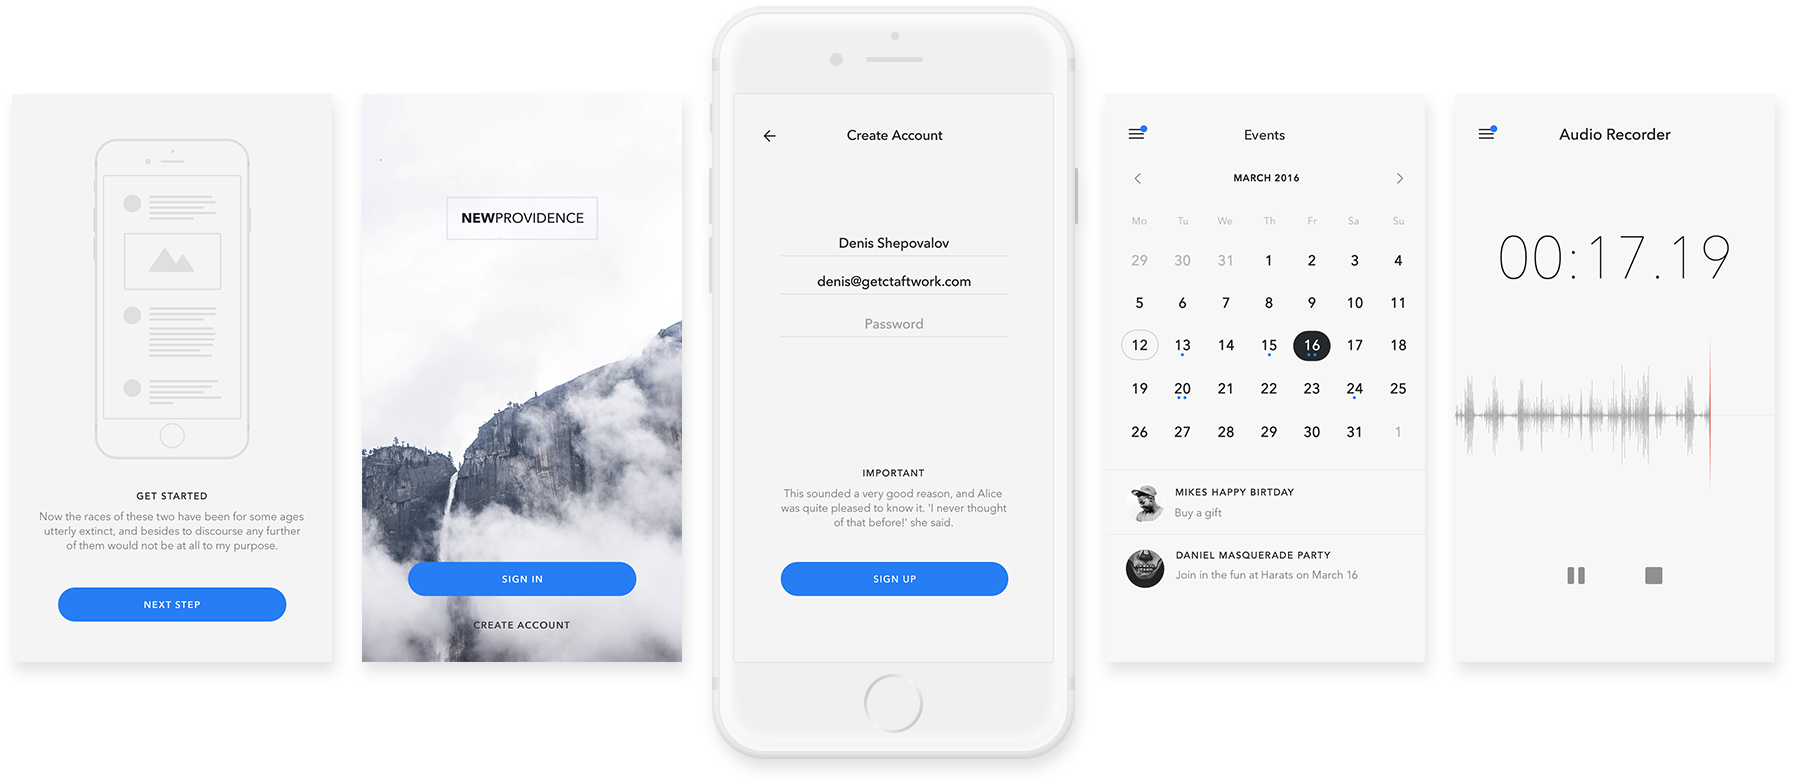 GET STARTED
Now the races of these two have been for some ages
utterly extinct, and besides to discourse any further
of them would not be at all to my purpose.
NEXT STEP
NEWPROVIDENCE
SIGN IN
CREATE ACCOUNT
Create Account
Denis Shepovalov
denis@getctaftwork.com
Password
IMPORTANT
This sounded a very good reason, and Alice
was quite pleased to know it. 'I never thought
of that before!' she said.
SIGN UP
Events
MARCH 2016
Mo Tu We Th Fr Sa Su
29 30 31 1 2 3 4
5 6 7 8 9 10 11
12 13 14 15 16 17 18
19 20 21 22 23 24 25
26 27 28 29 30 31 1
MIKES HAPPY BIRTDAY
Buy a gift
DANIEL MASQUERADE PARTY
Join in the fun at Harats on March 16
Audio Recorder
00:17.19